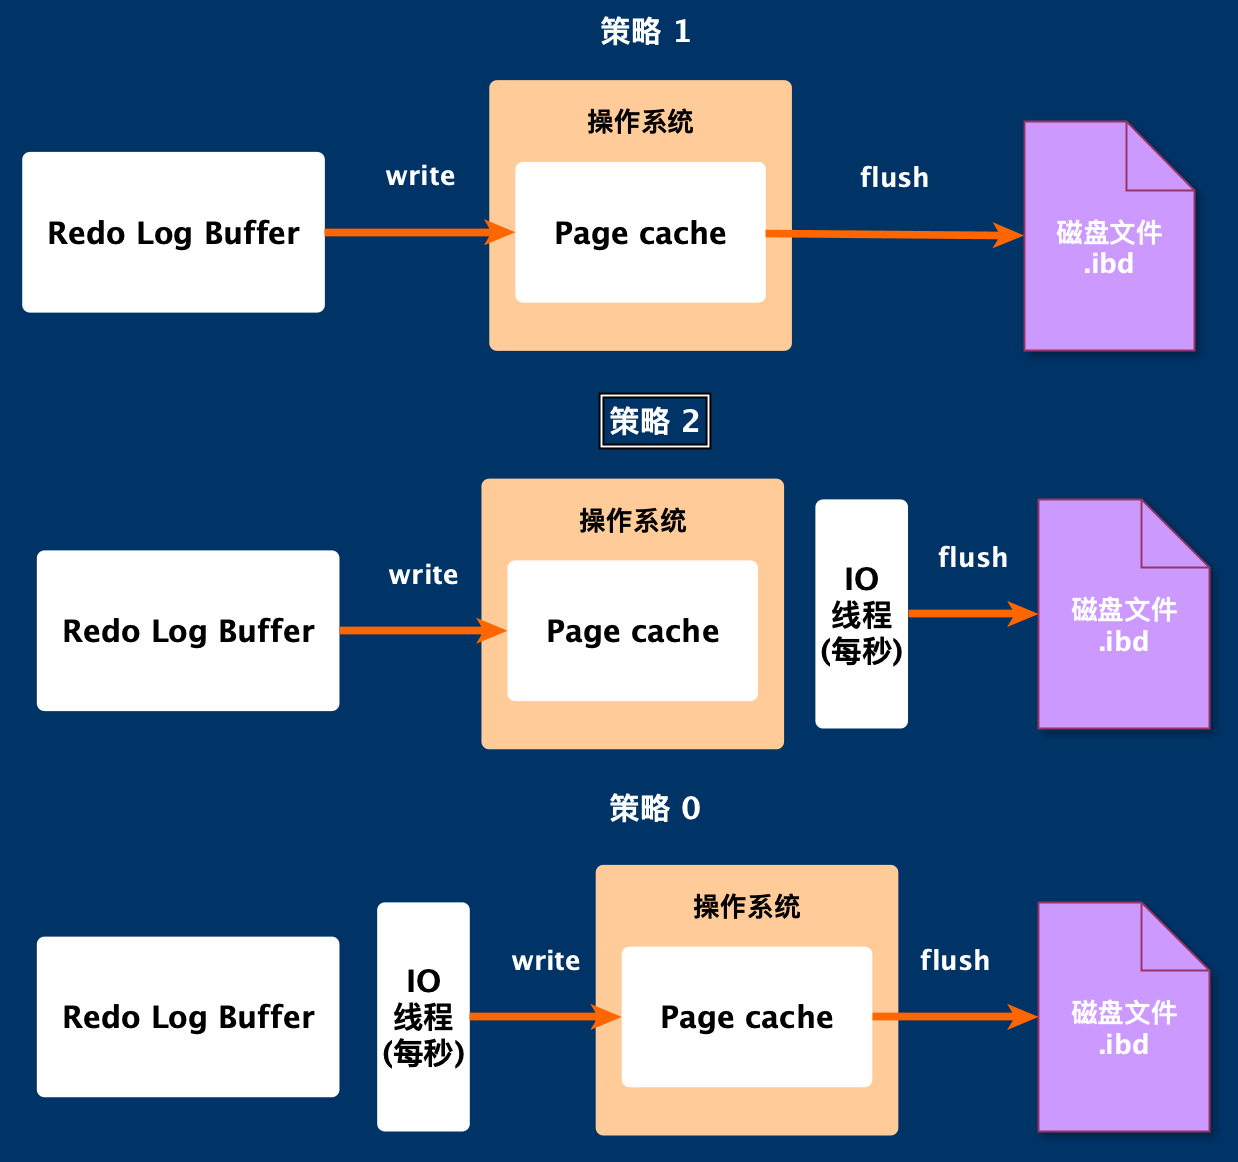 策略 1
操作系统
write
flush
Redo Log Buffer
Page cache
磁盘文件
.ibd
策略 2
操作系统
write
flush
Redo Log Buffer
Page cache
IO
线程
(每秒)
磁盘文件
.ibd
策略 0
操作系统
write
flush
Redo Log Buffer
IO
线程
(每秒)
Page cache
磁盘文件
.ibd